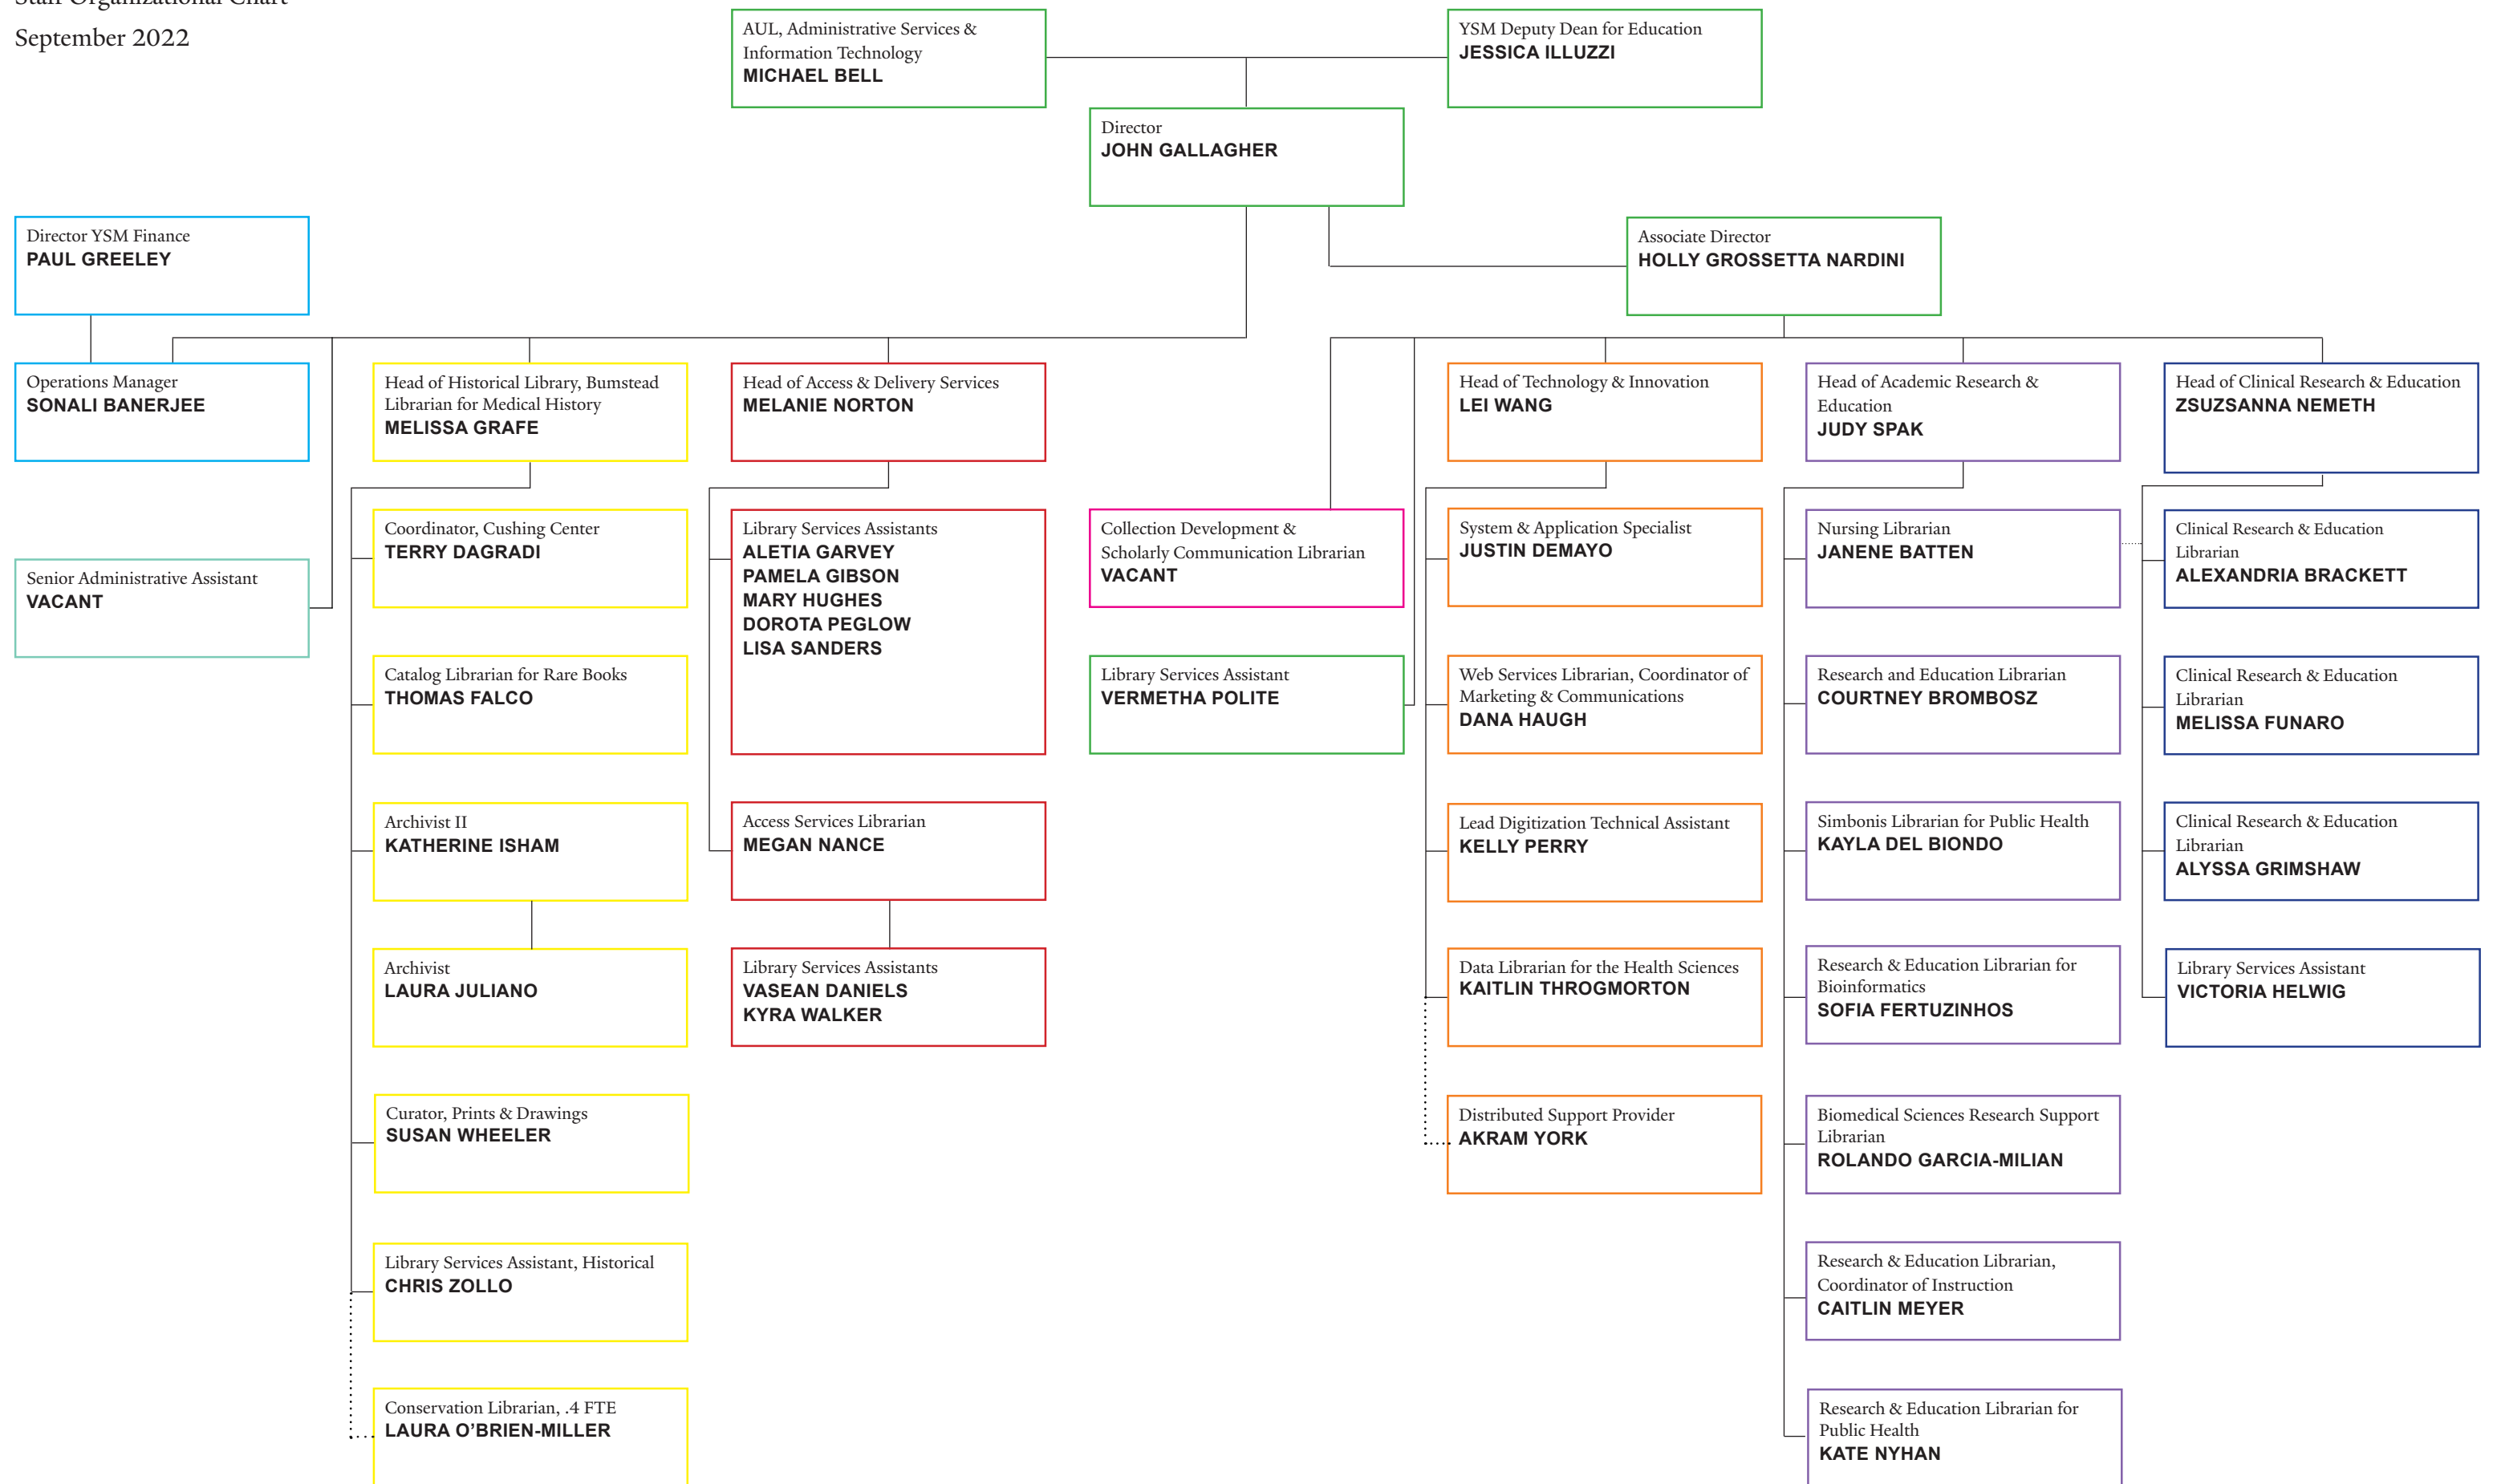 Staff Organizational Chart
September 2022
AUL, Administrative Services &
Information Technology
MICHAEL BELL
YSM Deputy Dean for Education
JESSICA ILLUZZI
Director
JOHN GALLAGHER
Director YSM Finance
PAUL GREELEY
Associate Director
HOLLY GROSSETTA NARDINI
Operations Manager
SONALI BANERJEE
Head of Historical Library, Bumstead
Librarian for Medical History
MELISSA GRAFE
Head of Access & Delivery Services
MELANIE NORTON
Head of Technology & Innovation
LEI WANG
Head of Academic Research &
Education
JUDY SPAK
Head of Clinical Research & Education
ZSUZSANNA NEMETH
Senior Administrative Assistant
VACANT
Coordinator, Cushing Center
TERRY DAGRADI
Library Services Assistants
ALETIA GARVEY
PAMELA GIBSON
MARY HUGHES
DOROTA PEGLOW
LISA SANDERS
Collection Development &
Scholarly Communication Librarian
VACANT
System & Application Specialist
JUSTIN DEMAYO
Nursing Librarian
JANENE BATTEN
Clinical Research & Education
Librarian
ALEXANDRIA BRACKETT
Catalog Librarian for Rare Books
THOMAS FALCO
Library Services Assistant
VERMETHA POLITE
Web Services Librarian, Coordinator of
Marketing & Communications
DANA HAUGH
Research and Education Librarian
COURTNEY BROMBOSZ
Clinical Research & Education
Librarian
MELISSA FUNARO
Archivist II
KATHERINE ISHAM
Access Services Librarian
MEGAN NANCE
Lead Digitization Technical Assistant
KELLY PERRY
Simbonis Librarian for Public Health
KAYLA DEL BIONDO
Clinical Research & Education
Librarian
ALYSSA GRIMSHAW
Archivist
LAURA JULIANO
Library Services Assistants
VASEAN DANIELS
KYRA WALKER
Data Librarian for the Health Sciences
KAITLIN THROGMORTON
Research & Education Librarian for
Bioinformatics
SOFIA FERTUZINHOS
Library Services Assistant
VICTORIA HELWIG
Curator, Prints & Drawings
SUSAN WHEELER
Distributed Support Provider
AKRAM YORK
Biomedical Sciences Research Support
Librarian
ROLANDO GARCIA-MILIAN
Library Services Assistant, Historical
CHRIS ZOLLO
Research & Education Librarian,
Coordinator of Instruction
CAITLIN MEYER
Conservation Librarian, .4 FTE
LAURA O’BRIEN-MILLER
Research & Education Librarian for
Public Health
KATE NYHAN